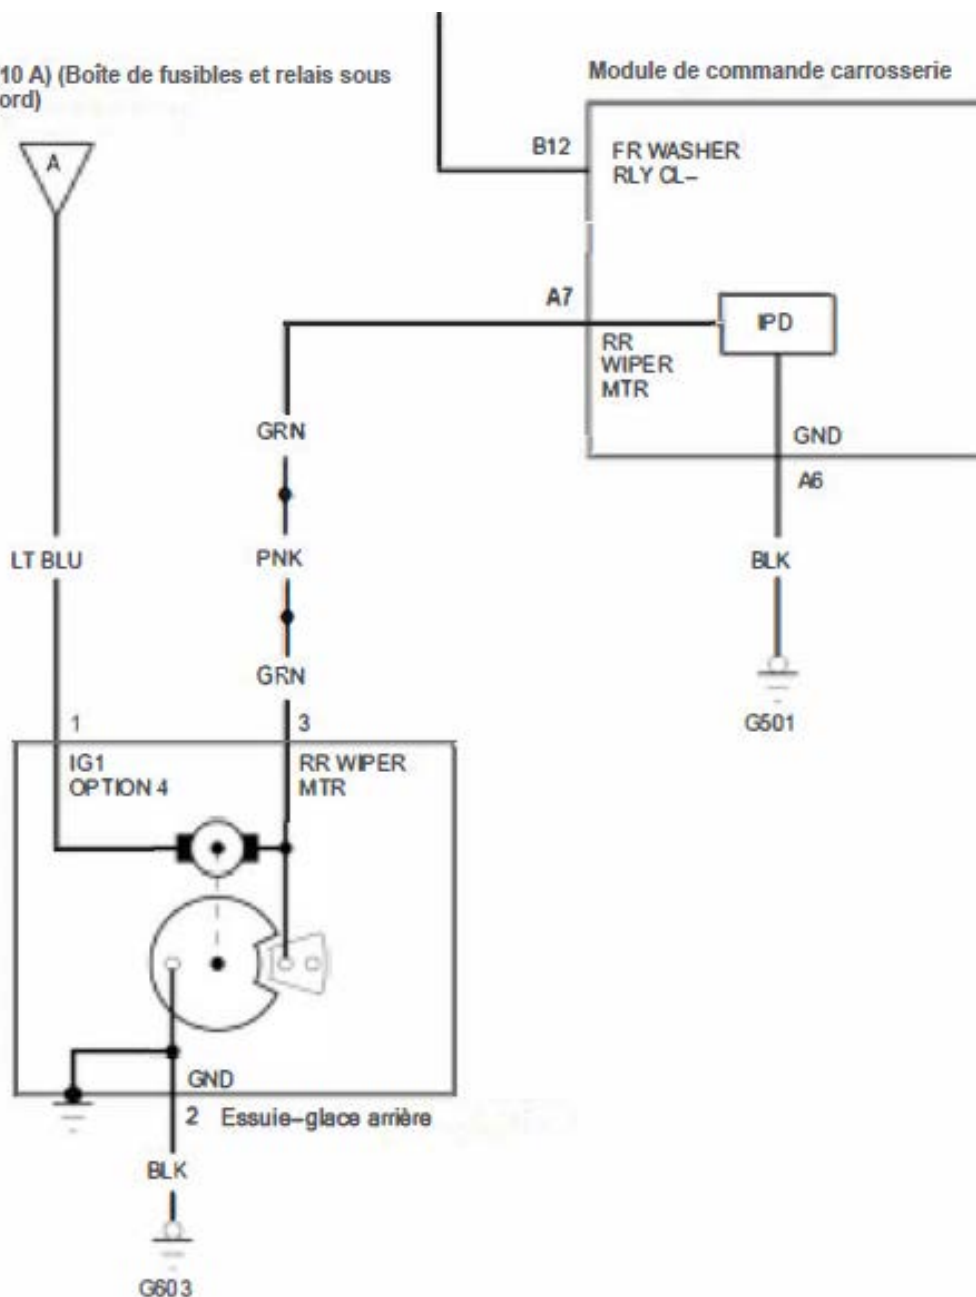 10 A) (Boîte de fusibles et relais sous
ord)
Module de commande carrosserie
A
B12
FR WASHER
RLY CL–
A7
IPD
RR
WIPER
MTR
GRN
GND
A6
LT BLU
PNK
BLK
GRN
G501
1
3
IG1
OPTION 4
RR WIPER
MTR
GND
2 Essuie–glace arrière
BLK
G603